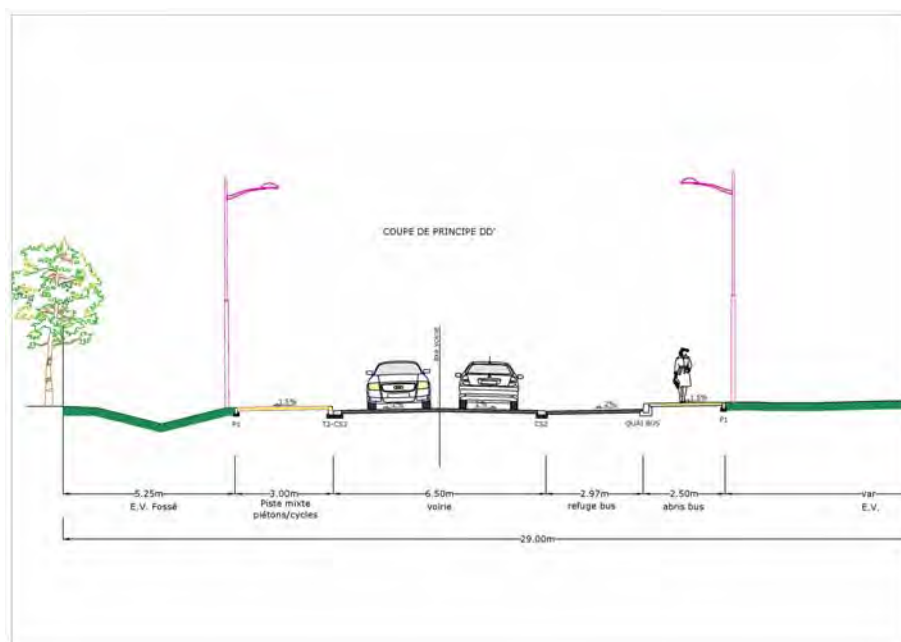 COUPE DE PRINCIPE DD'
AXE VOIRIE
1.5%
2%
1.5%
P1
T2-CS2
CS2
QUAI BUS
P1
5.25m
3.00m
6.50m
2.97m
2.50m
var
E.V. Fossé
Piste mixte
piétons/cycles
voirie
refuge bus
abris bus
E.V.
29.00m